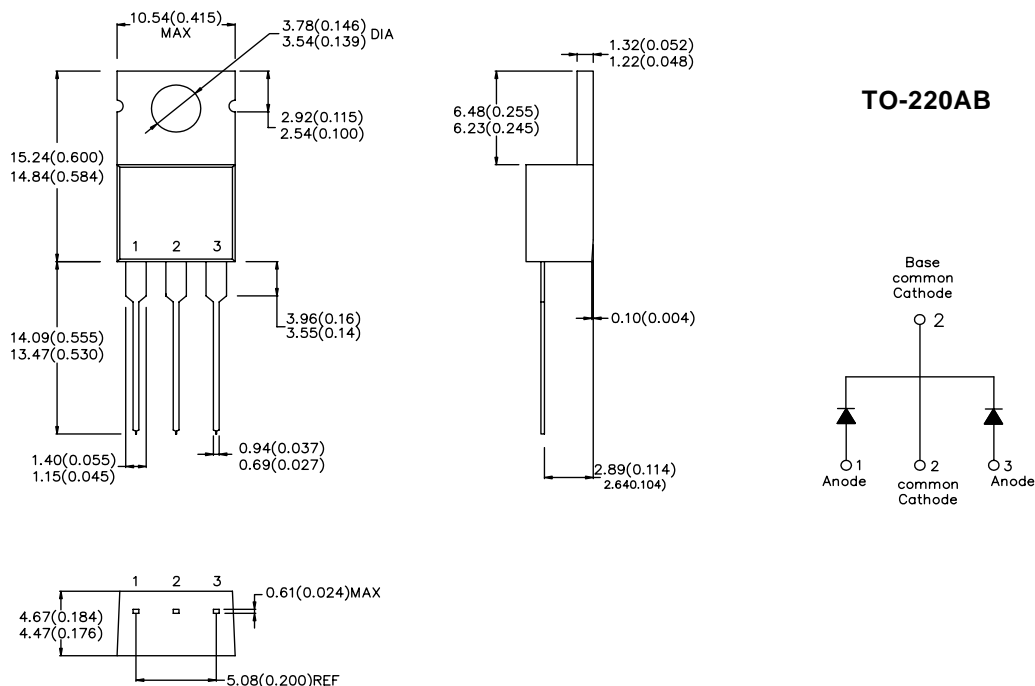 10.54(0.415)
MAX
3.78(0.146)
3.54(0.139) DIA
2.92(0.115)
2.54(0.100)
15.24(0.600)
14.84(0.584)
1 2 3
3.96(0.16)
3.55(0.14)
14.09(0.555)
13.47(0.530)
1.40(0.055)
1.15(0.045)
0.94(0.037)
0.69(0.027)
1.32(0.052)
1.22(0.048)
6.48(0.255)
6.23(0.245)
0.10(0.004)
2.89(0.114)
2.640.104)
TO-220AB
Base
common
Cathode
2
1
Anode
2
common
Cathode
3
Anode
1 2 3
0.61(0.024)MAX
4.67(0.184)
4.47(0.176)
5.08(0.200)REF